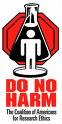 DO NO
HARM
The Coalition of Americans
for Research Ethics